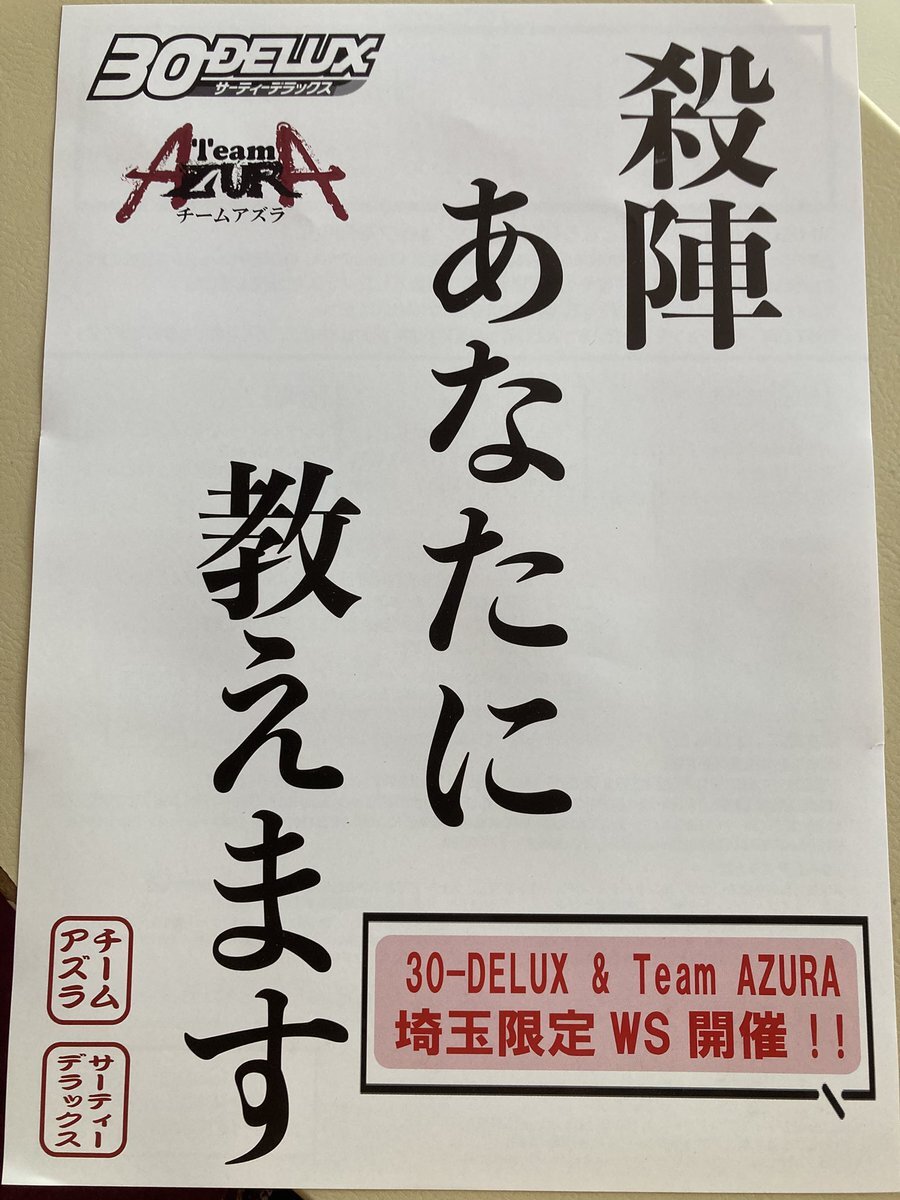 30-DELUX
サーティーデラックス
Team
AZURA
チームアズラ
殺陣
あなたに
教えます
チーム
アズラ
サーティー
デラックス
30-DELUX & Team AZURA
埼玉限定WS開催!!